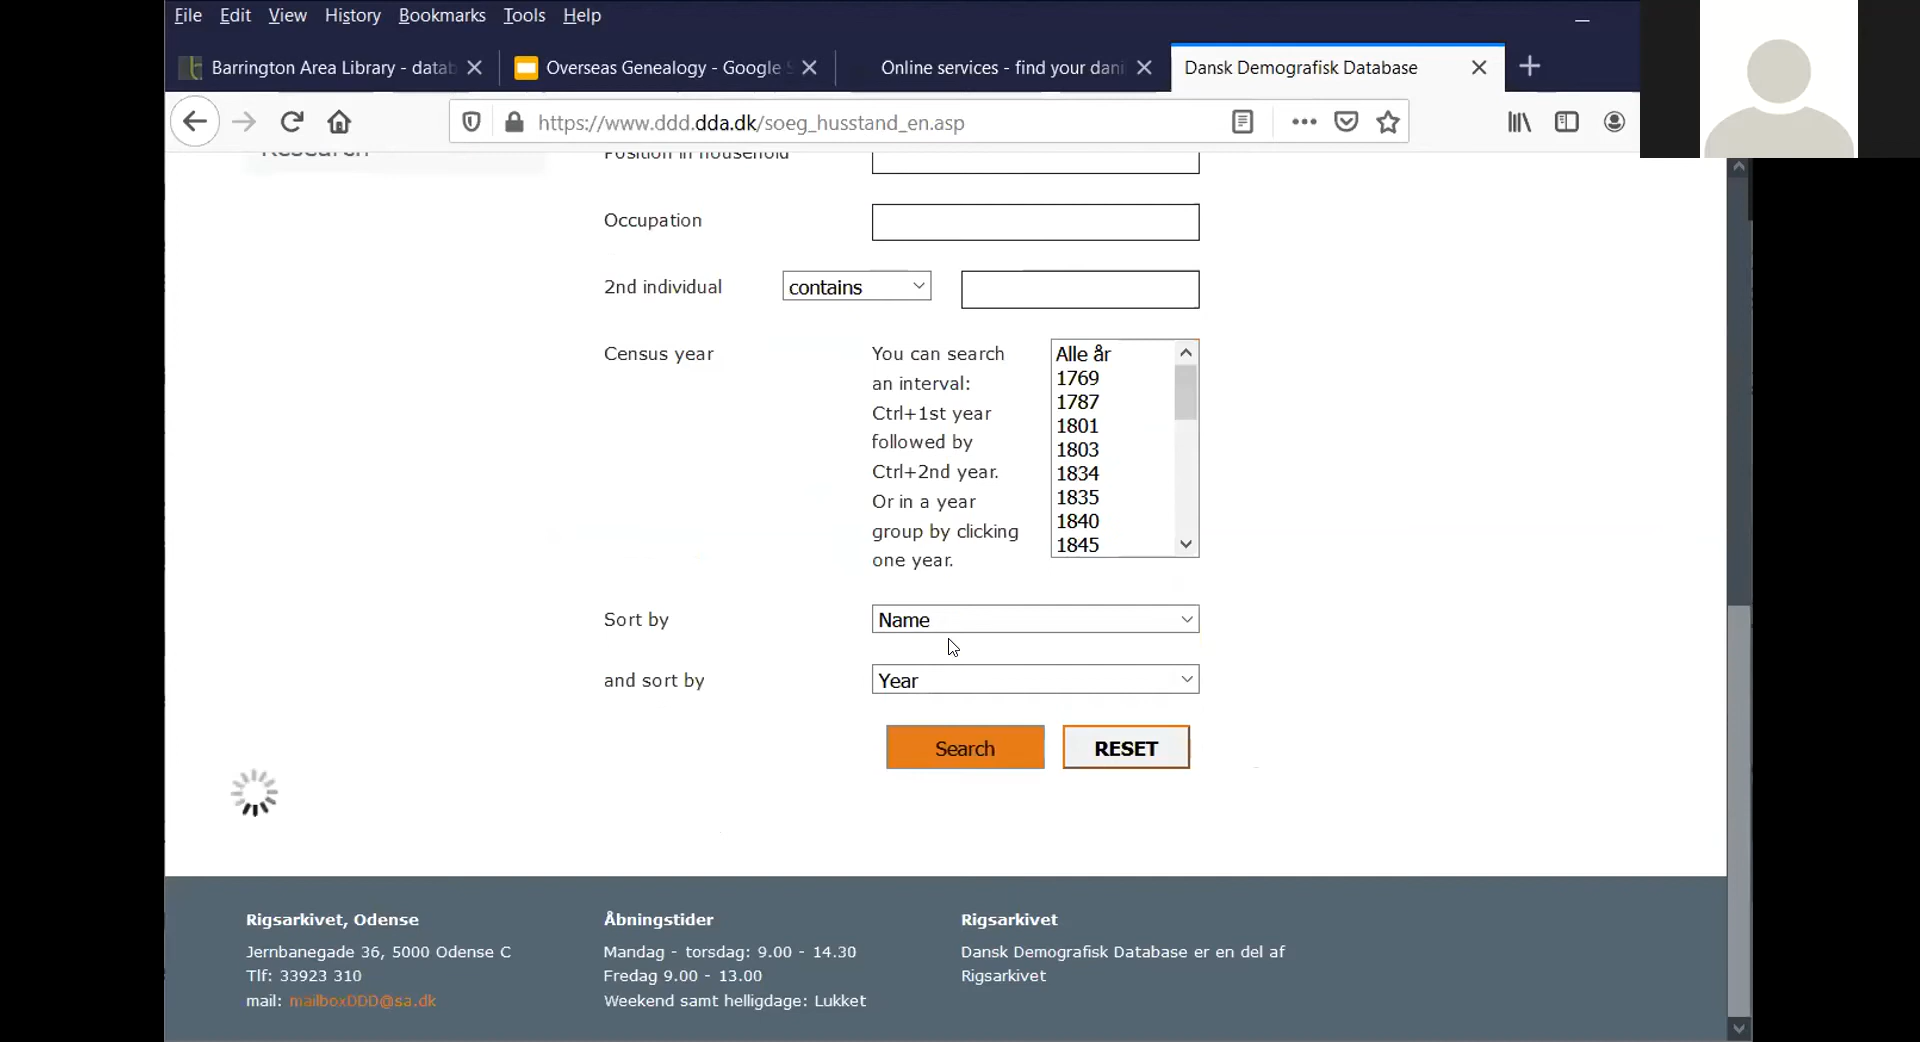 File Edit View History Bookmarks Tools Help
Barrington Area Library - datab
Overseas Genealogy - Google S
Online services - find your dani
Dansk Demografisk Database
https://www.ddd.dda.dk/soeg_husstand_en.asp
Research
Position in household
Occupation
2nd individual contains
Census year
You can search
an interval:
Ctrl+1st year
followed by
Ctrl+2nd year.
Or in a year
group by clicking
one year.
Alle år
1769
1787
1801
1803
1834
1835
1840
1845
Sort by Name
and sort by Year
Search RESET
Rigsarkivet, Odense
Jernbanegade 36, 5000 Odense C
Tlf: 33923 310
mail: mailboxDDD@sa.dk
Åbningstider
Mandag - torsdag: 9.00 - 14.30
Fredag 9.00 - 13.00
Weekend samt helligdage: Lukket
Rigsarkivet
Dansk Demografisk Database er en del af
Rigsarkivet